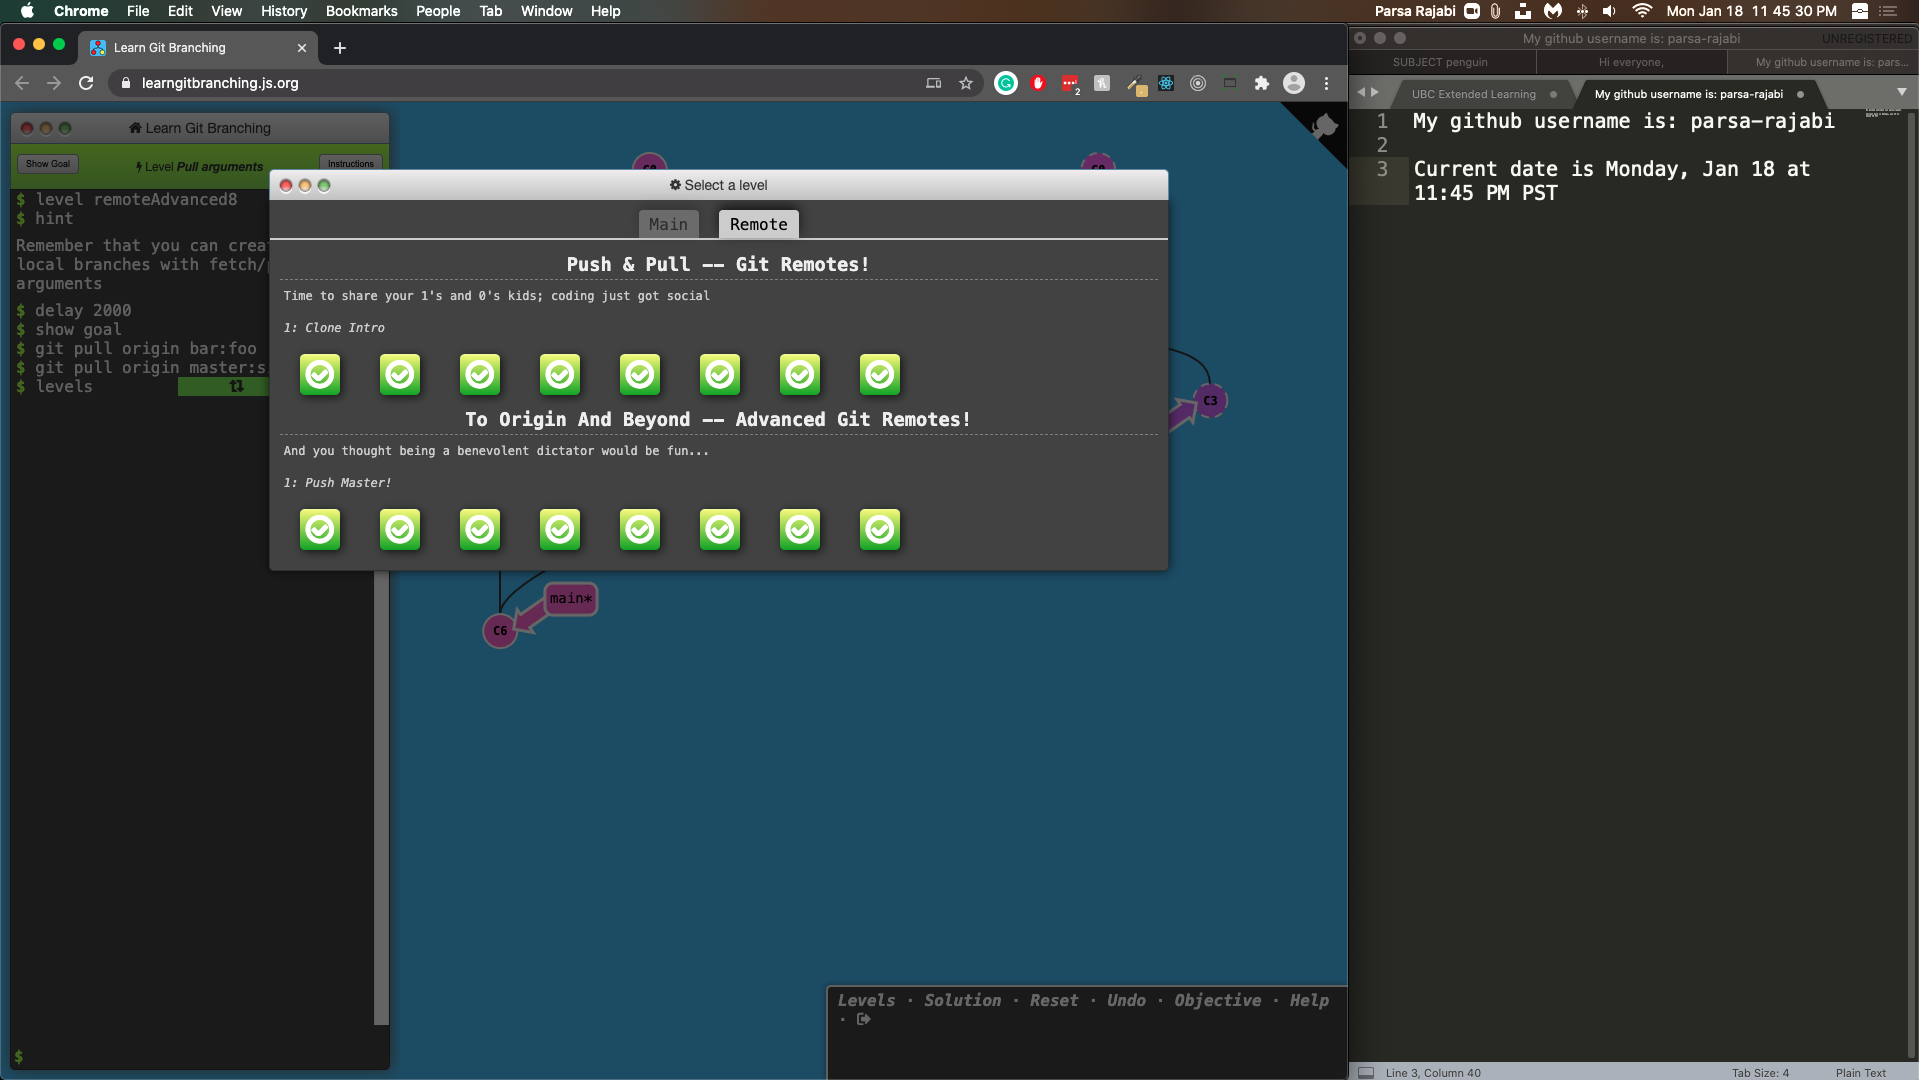 Chrome File Edit View History Bookmarks People Tab Window Help
Parsa Rajabi Mon Jan 18 11 45 30 PM
Learn Git Branching
learngitbranching.js.org
2
Learn Git Branching
Show Goal
Level Pull arguments
Instructions
$ level remoteAdvanced8
$ hint
Remember that you can crea
local branches with fetch/
arguments
$ delay 2000
$ show goal
$ git pull origin bar:foo
$ git pull origin master:s
$ levels
$
Select a level
Main
Remote
Push & Pull -- Git Remotes!
Time to share your 1's and 0's kids; coding just got social
1: Clone Intro
To Origin And Beyond -- Advanced Git Remotes!
And you thought being a benevolent dictator would be fun...
1: Push Master!
C3
main*
C6
Levels · Solution · Reset · Undo · Objective · Help
·
My github username is: parsa-rajabi
UNREGISTERED
SUBJECT penguin
Hi everyone,
My github username is: pars...
UBC Extended Learning
My github username is: parsa-rajabi
1 My github username is: parsa-rajabi
2
3 Current date is Monday, Jan 18 at
11:45 PM PST
Line 3, Column 40
Tab Size: 4
Plain Text